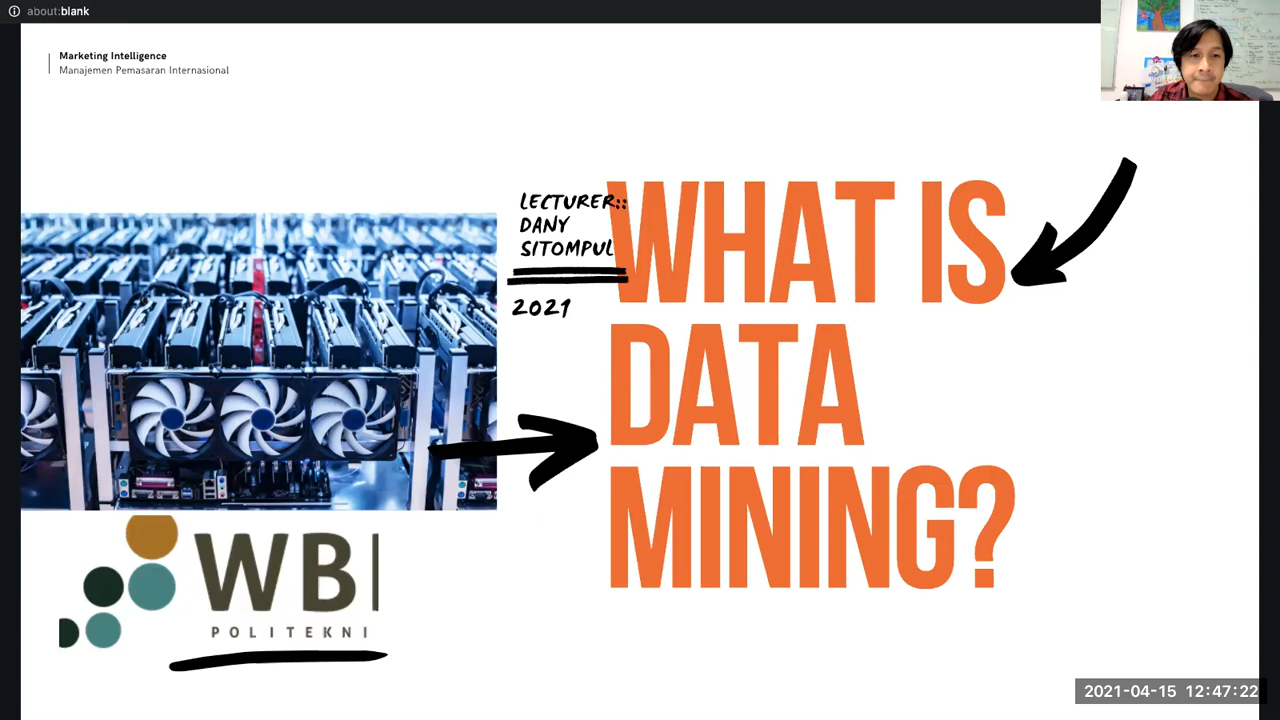 about:blank
Marketing Intelligence
Manajemen Pemasaran Internasional
LECTURER::
DANY
SITOMPUL
2021
WHAT IS
DATA
MINING?
WBI
POLITEKNI
2021-04-15 12:47:22